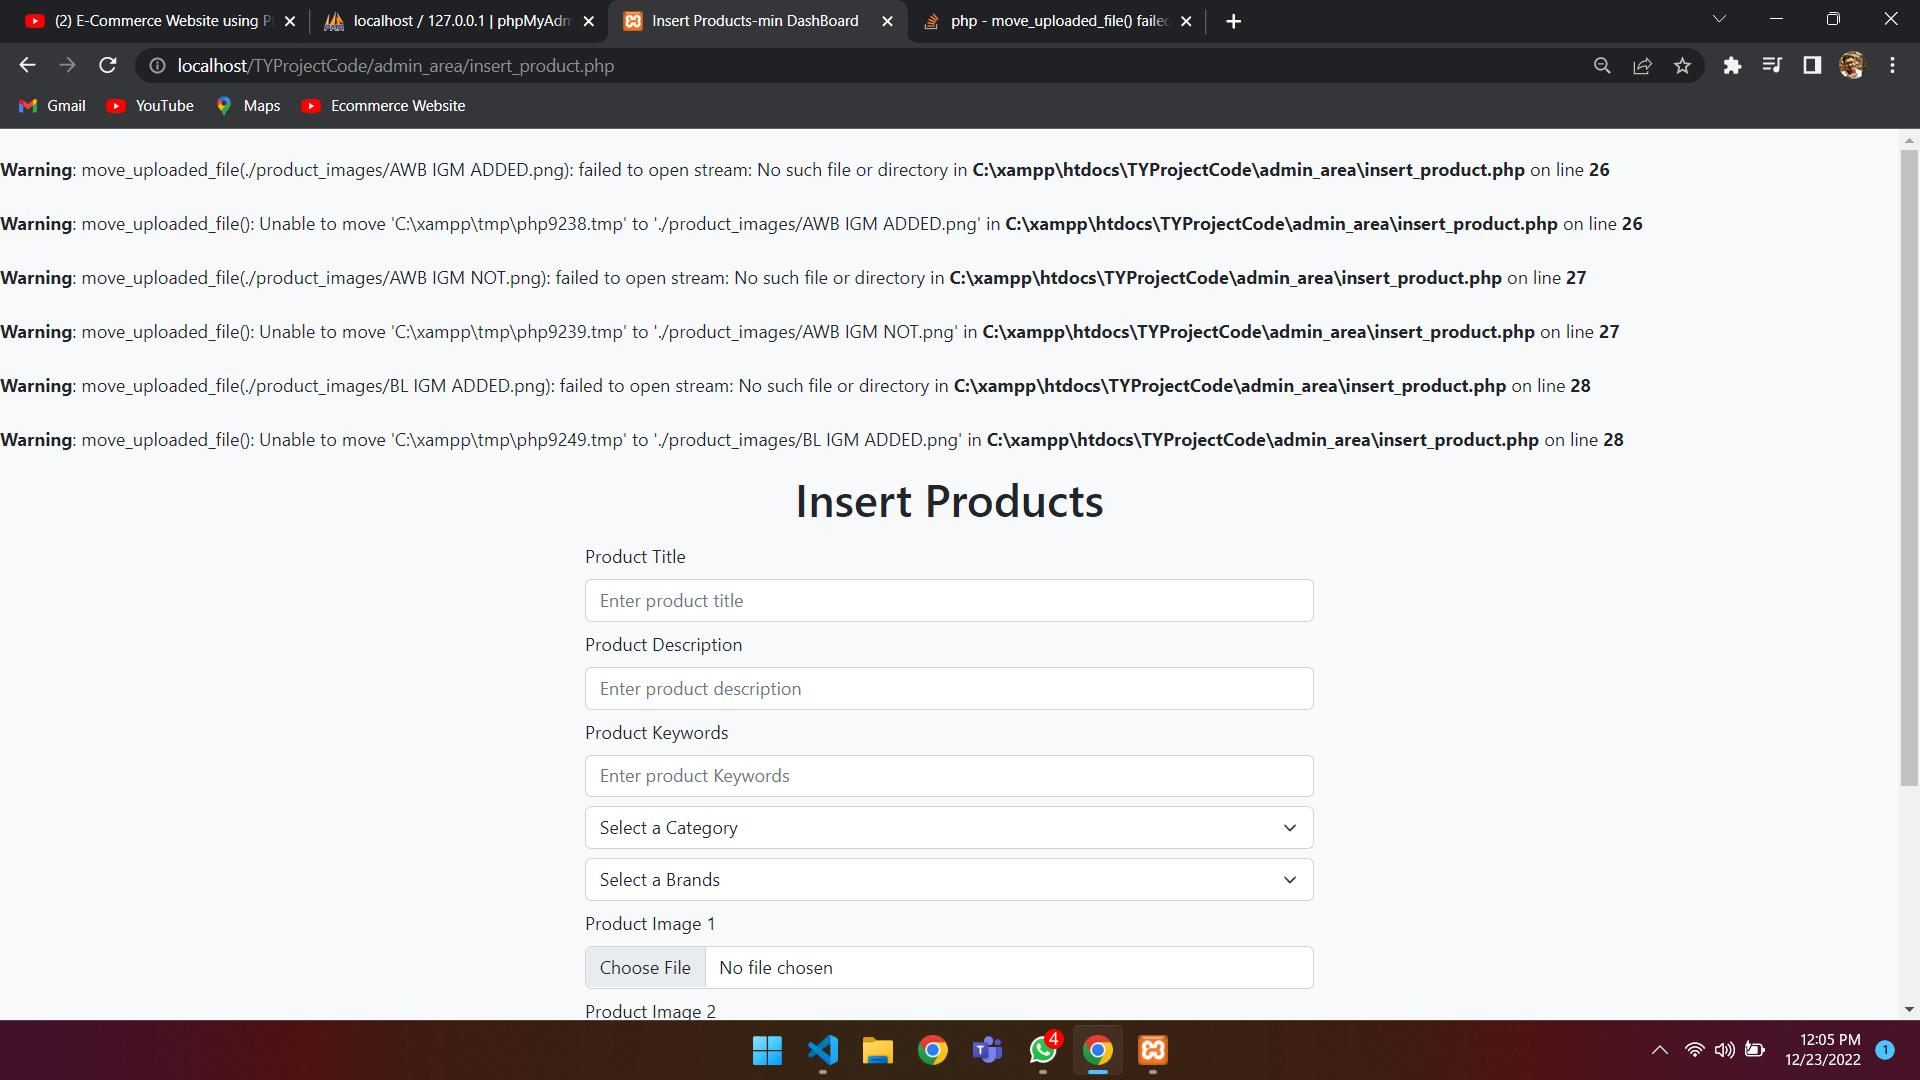 (2) E-Commerce Website using P
localhost / 127.0.0.1 | phpMyAdm
Insert Products-min DashBoard
php - move_uploaded_file() failed
localhost/TYProjectCode/admin_area/insert_product.php
Gmail
YouTube
Maps
Ecommerce Website
Warning: move_uploaded_file(./product_images/AWB IGM ADDED.png): failed to open stream: No such file or directory in C:\xampp\htdocs\TYProjectCode\admin_area\insert_product.php on line 26
Warning: move_uploaded_file(): Unable to move 'C:\xampp\tmp\php9238.tmp' to './product_images/AWB IGM ADDED.png' in C:\xampp\htdocs\TYProjectCode\admin_area\insert_product.php on line 26
Warning: move_uploaded_file(./product_images/AWB IGM NOT.png): failed to open stream: No such file or directory in C:\xampp\htdocs\TYProjectCode\admin_area\insert_product.php on line 27
Warning: move_uploaded_file(): Unable to move 'C:\xampp\tmp\php9239.tmp' to './product_images/AWB IGM NOT.png' in C:\xampp\htdocs\TYProjectCode\admin_area\insert_product.php on line 27
Warning: move_uploaded_file(./product_images/BL IGM ADDED.png): failed to open stream: No such file or directory in C:\xampp\htdocs\TYProjectCode\admin_area\insert_product.php on line 28
Warning: move_uploaded_file(): Unable to move 'C:\xampp\tmp\php9249.tmp' to './product_images/BL IGM ADDED.png' in C:\xampp\htdocs\TYProjectCode\admin_area\insert_product.php on line 28
Insert Products
Product Title
Enter product title
Product Description
Enter product description
Product Keywords
Enter product Keywords
Select a Category
Select a Brands
Product Image 1
Choose File No file chosen
Product Image 2
4
12:05 PM
12/23/2022
1